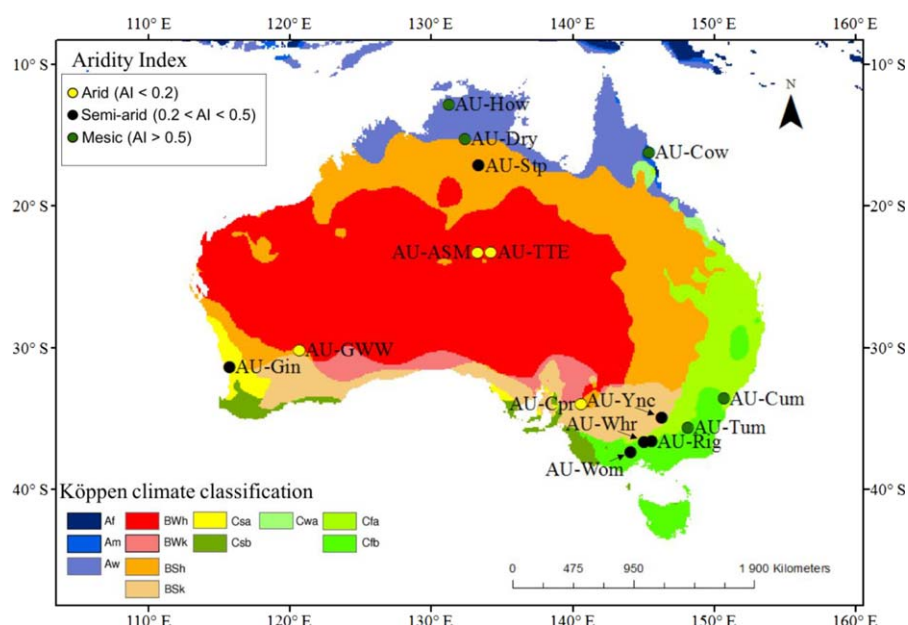 110° E 120° E 130° E 140° E 150° E 160° E
10° S
20° S
30° S
40° S
Aridity Index
Arid (AI < 0.2)
Semi-arid (0.2 < AI < 0.5)
Mesic (AI > 0.5)
N
AU-How
AU-Dry
AU-Cow
AU-Stp
AU-ASM AU-TTE
AU-GWW
AU-Gin
AU-Cpr AU-Ync AU-Cum
AU-Whr AU-Tum
AU-Rig
AU-Wom
Köppen climate classification
Af BWh Csa Cwa Cfa
Am BWk Csb Cfb
Aw BSh
BSk
0 475 950 1 900 Kilometers
110° E 120° E 130° E 140° E 150° E 160° E
10° S
20° S
30° S
40° S